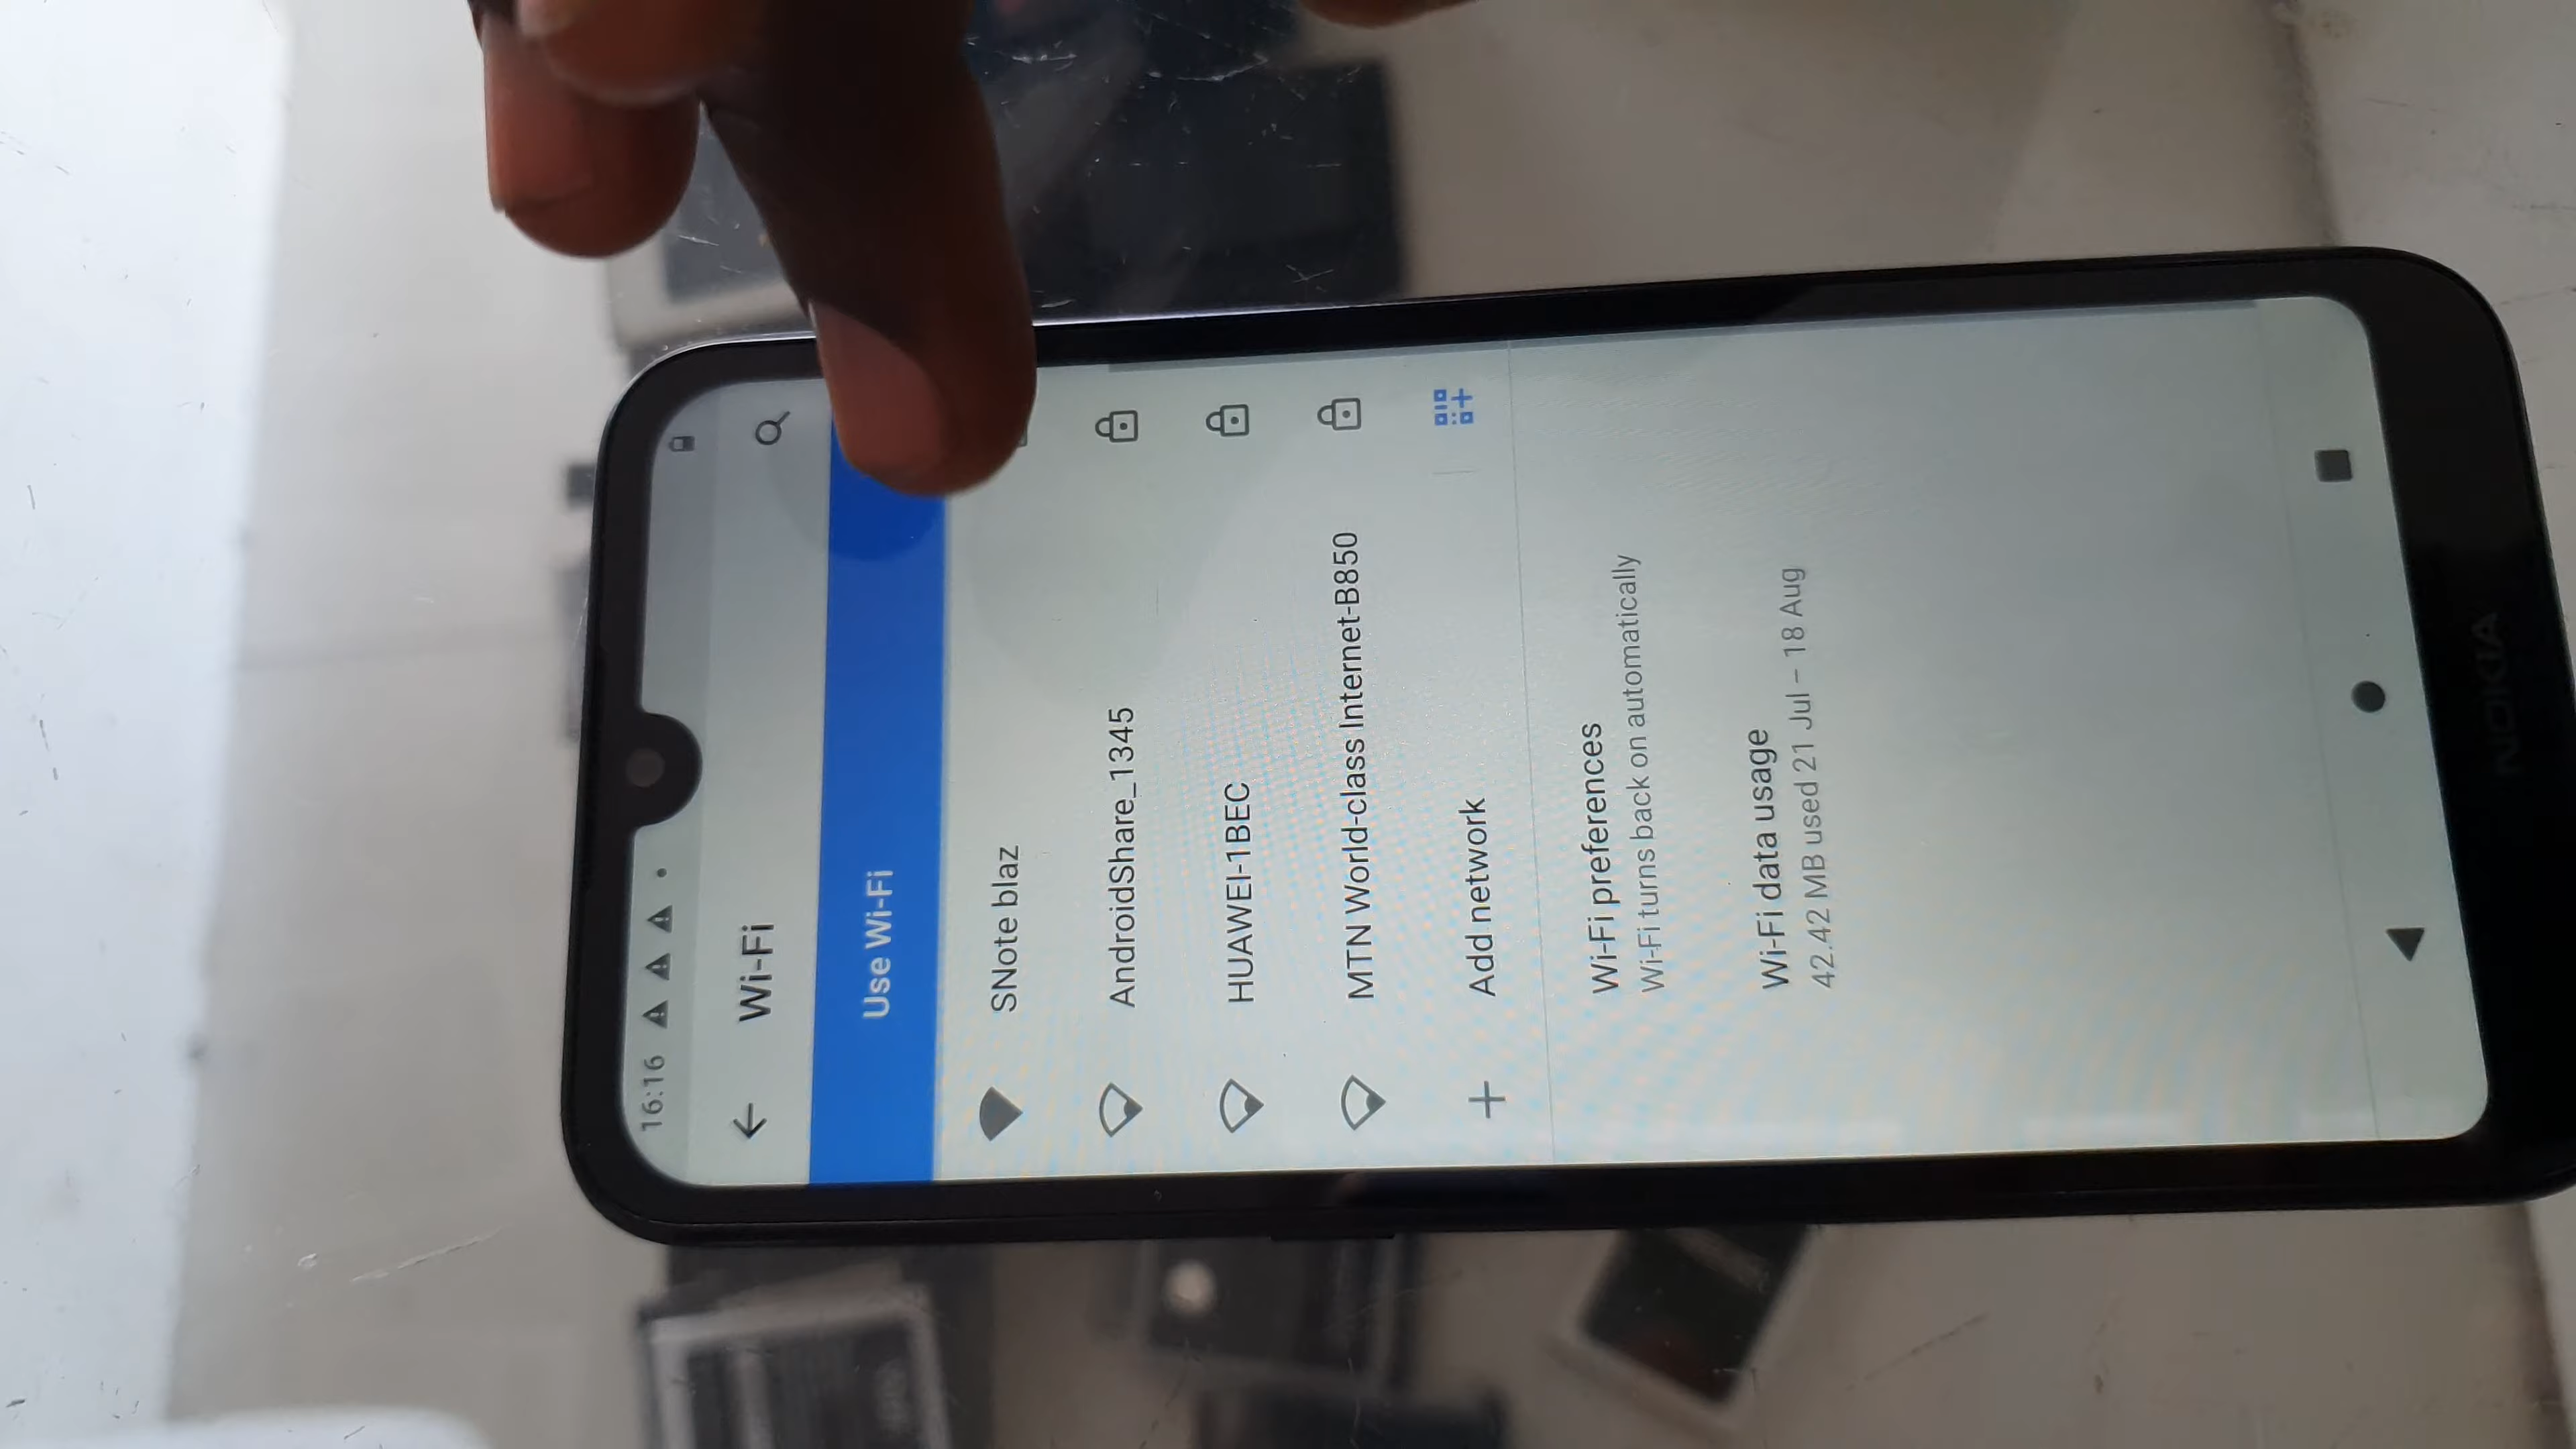 16:16
Wi-Fi
Use Wi-Fi
SNote blaz
AndroidShare_1345
HUAWEI-1BEC
MTN World-class Internet-B850
Add network
Wi-Fi preferences
Wi-Fi turns back on automatically
Wi-Fi data usage
42.42 MB used 21 Jul – 18 Aug
NOKIA